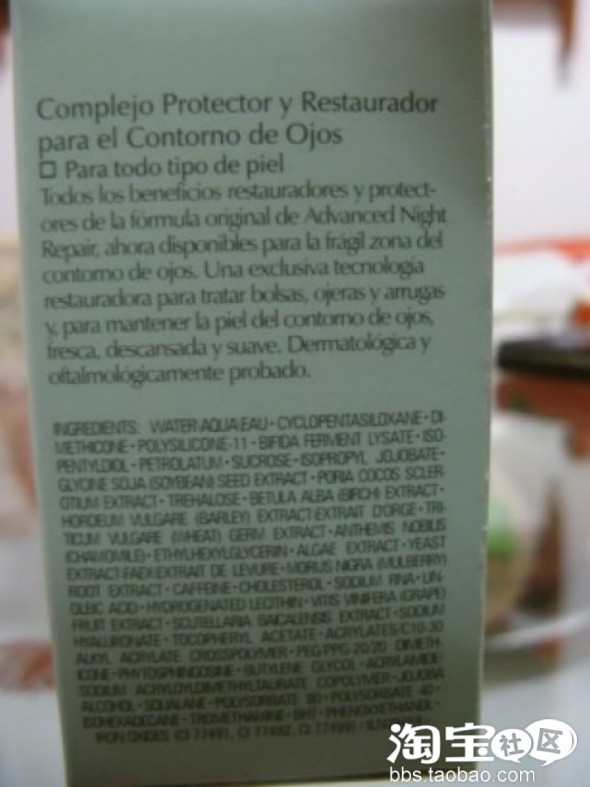 Complejo Protector y Restaurador
para el Contorno de Ojos
□ Para todo tipo de piel
Todos los beneficios restauradores y protect-
ores de la fórmula original de Advanced Night
Repair, ahora disponibles para la frágil zona del
contorno de ojos. Una exclusiva tecnología
restauradora para tratar bolsas, ojeras y arrugas
y, para mantener la piel del contorno de ojos,
fresca, descansada y suave. Dermatológica y
oftalmológicamente probado.
INGREDIENTS: WATER\AQUA\EAU • CYCLOPENTASILOXANE • DI-
METHICONE • POLYSILICONE-11 • BIFIDA FERMENT LYSATE • ISO-
PENTYLDIOL • PETROLATUM • SUCROSE • ISOPROPYL JOJOBATE •
GLYCINE SOJA (SOYBEAN) SEED EXTRACT • PORIA COCOS SCLER-
OTIUM EXTRACT • TREHALOSE • BETULA ALBA (BIRCH) EXTRACT •
HORDEUM VULGARE (BARLEY) EXTRACT\EXTRAIT D'ORGE • TRI-
TICUM VULGARE (WHEAT) GERM EXTRACT • ANTHEMIS NOBILIS
(CHAMOMILE) • ETHYLHEXYLGLYCERIN • ALGAE EXTRACT • YEAST
EXTRACT\FAEX\EXTRAIT DE LEVURE • MORUS NIGRA (MULBERRY)
ROOT EXTRACT • CAFFEINE • CHOLESTEROL • SODIUM RNA • LIN-
OLEIC ACID • HYDROGENATED LECITHIN • VITIS VINIFERA (GRAPE)
FRUIT EXTRACT • SCUTELLARIA BAICALENSIS EXTRACT • SODIUM
HYALURONATE • TOCOPHERYL ACETATE • ACRYLATES/C10-30
ALKYL ACRYLATE CROSSPOLYMER • PEG/PPG-20/20 DIMETH-
ICONE • PHYTOSPHINGOSINE • BUTYLENE GLYCOL • ACRYLAMIDE\
SODIUM ACRYLOYLDIMETHYLTAURATE COPOLYMER • JOJOBA
ALCOHOL • SQUALANE • POLYSORBATE 80 • POLYSORBATE 40 •
ISOHEXADECANE • TROMETHAMINE • BHT • PHENOXYETHANOL •
IRON OXIDES (CI 77491, CI 77492, CI 77499)
淘宝社区
bbs.taobao.com